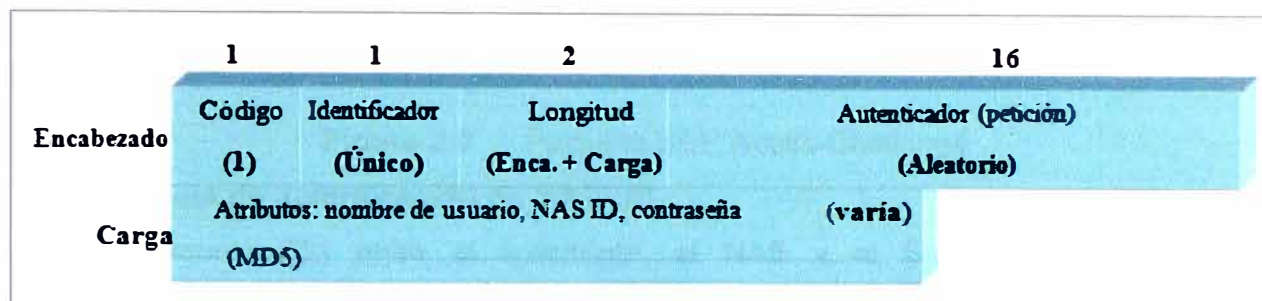 1 1 2 16
Código Identificador Longitud Autenticador (petición)
Encabezado
(1) (Único) (Enca. + Carga) (Aleatorio)
Atributos: nombre de usuario, NAS ID, contraseña (varía)
Carga
(MD5)